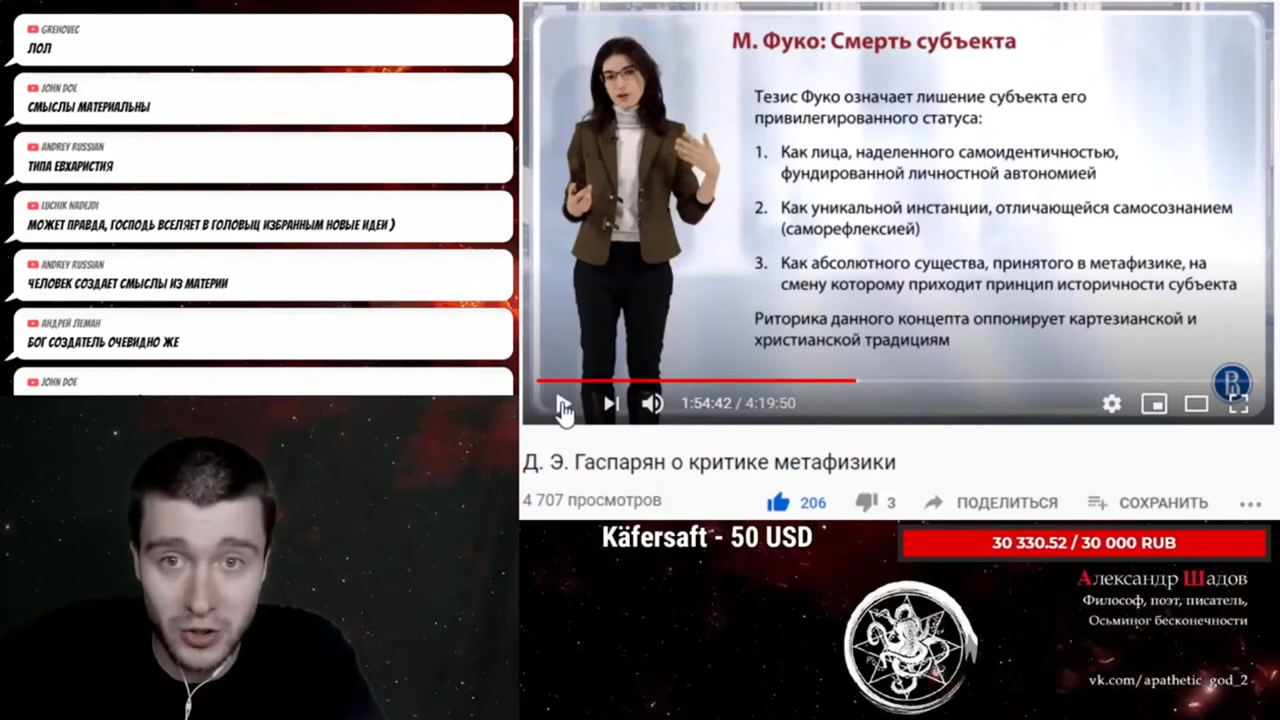 GREHOVEC
ЛОЛ
JOHN DOE
СМЫСЛЫ МАТЕРИАЛЬНЫ
ANDREY RUSSIAN
ТИПА ЕВХАРИСТИЯ
LUCHIK NADEJDI
МОЖЕТ ПРАВДА, ГОСПОДЬ ВСЕЛЯЕТ В ГОЛОВЫЦ ИЗБРАННЫМ НОВЫЕ ИДЕИ )
ANDREY RUSSIAN
ЧЕЛОВЕК СОЗДАЕТ СМЫСЛЫ ИЗ МАТЕРИИ
АНДРЕЙ ЛЕМАН
БОГ СОЗДАТЕЛЬ ОЧЕВИДНО ЖЕ
JOHN DOE
М. Фуко: Смерть субъекта
Тезис Фуко означает лишение субъекта его
привилегированного статуса:
1. Как лица, наделенного самоидентичностью,
фундированной личностной автономией
2. Как уникальной инстанции, отличающейся самосознанием
(саморефлексией)
3. Как абсолютного существа, принятого в метафизике, на
смену которому приходит принцип историчности субъекта
Риторика данного концепта оппонирует картезианской и
христианской традициям
1:54:42 / 4:19:50
Д. Э. Гаспарян о критике метафизики
4 707 просмотров
206
3
ПОДЕЛИТЬСЯ
СОХРАНИТЬ
Käfersaft - 50 USD
30 330.52 / 30 000 RUB
Александр Шадов
Философ, поэт, писатель,
Осьминог бесконечности
vk.com/apathetic_god_2